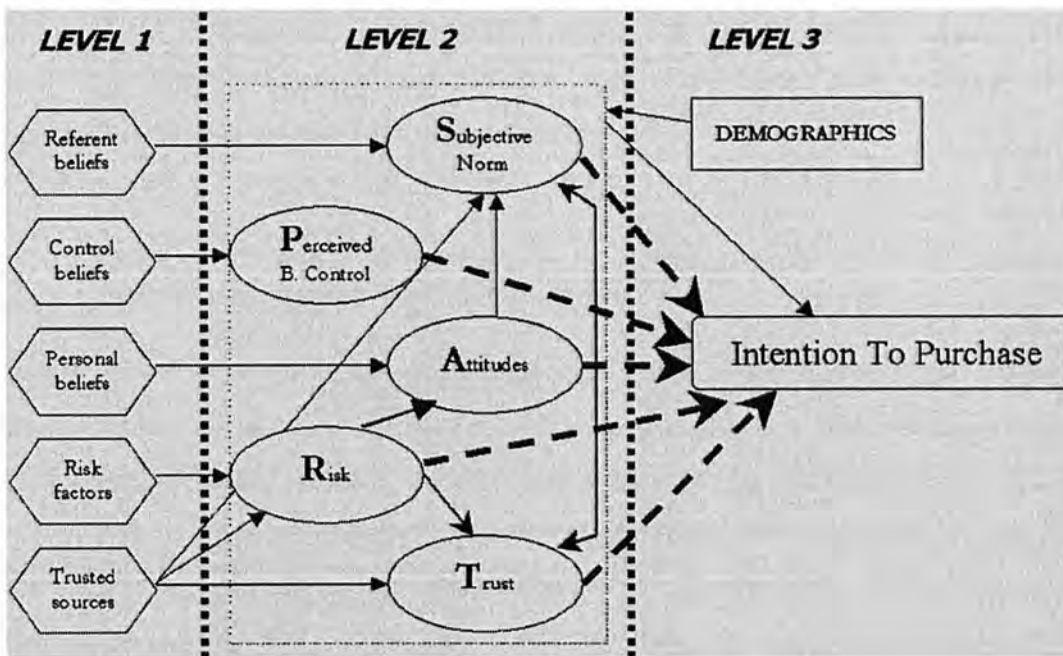 LEVEL 1
LEVEL 2
LEVEL 3
Referent
beliefs
Subjective
Norm
DEMOGRAPHICS
Control
beliefs
Perceived
B. Control
Personal
beliefs
Attitudes
Intention To Purchase
Risk
factors
Risk
Trusted
sources
Trust